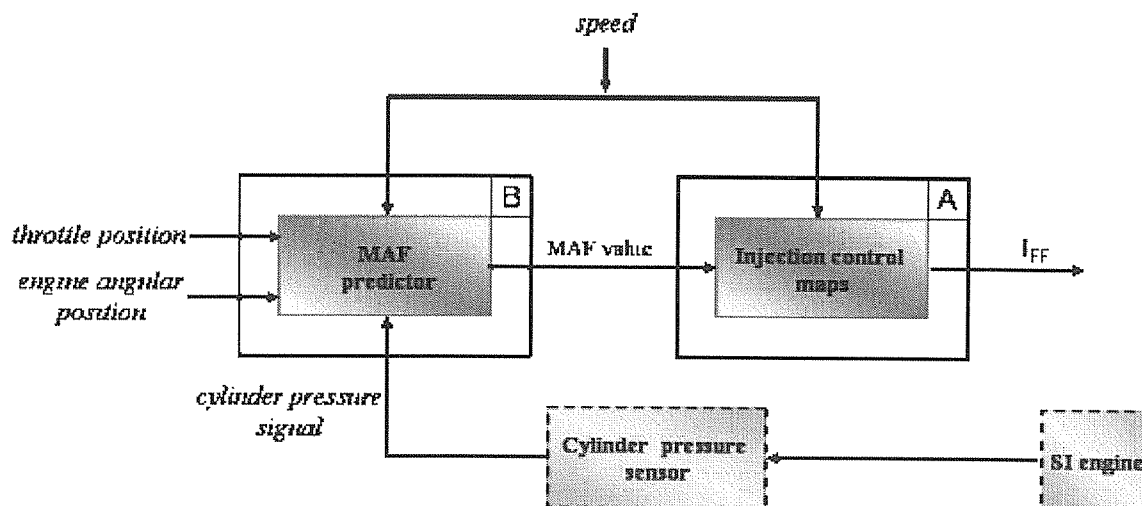 speed
B
A
throttle position
MAF
predictor
MAF value
Injection control
maps
I_FF
engine angular
position
cylinder pressure
signal
Cylinder pressure
sensor
SI engine